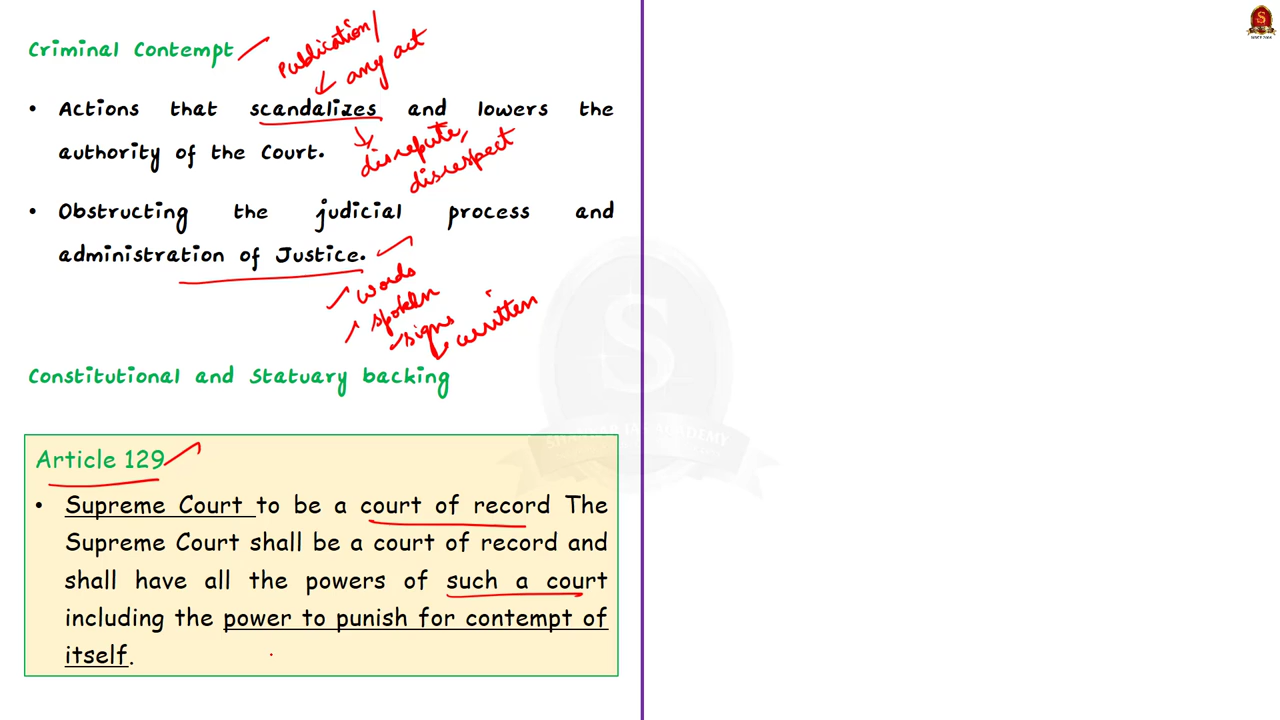 Criminal Contempt
Publication/
any act
• Actions that scandalizes and lowers the
authority of the Court.
disrepute,
disrespect
• Obstructing the judicial process and
administration of Justice.
words
spoken
signs
written
Constitutional and Statuary backing
Article 129
• Supreme Court to be a court of record The
Supreme Court shall be a court of record and
shall have all the powers of such a court
including the power to punish for contempt of
itself.
S
SHANKAR IAS ACADEMY
S